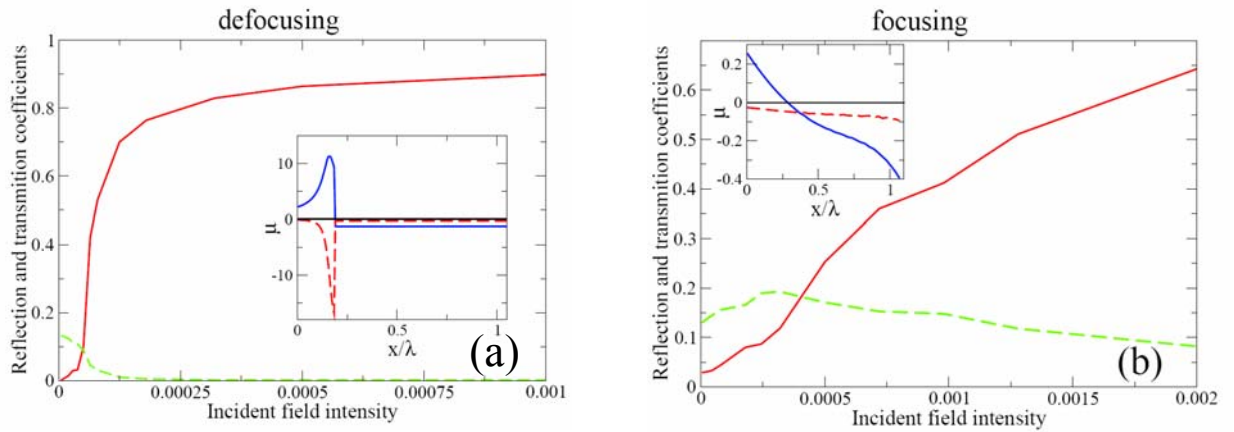 defocusing
Reflection and transmition coefficients
1
0.8
0.6
0.4
0.2
0
0 0.00025 0.0005 0.00075 0.001
Incident field intensity
μ
10
0
-10
0 0.5 1
x/λ
(a)
focusing
Reflection and transmition coefficients
0.6
0.5
0.4
0.3
0.2
0.1
0
0 0.0005 0.001 0.0015 0.002
Incident field intensity
μ
0.2
0
-0.2
-0.4
0 0.5 1
x/λ
(b)